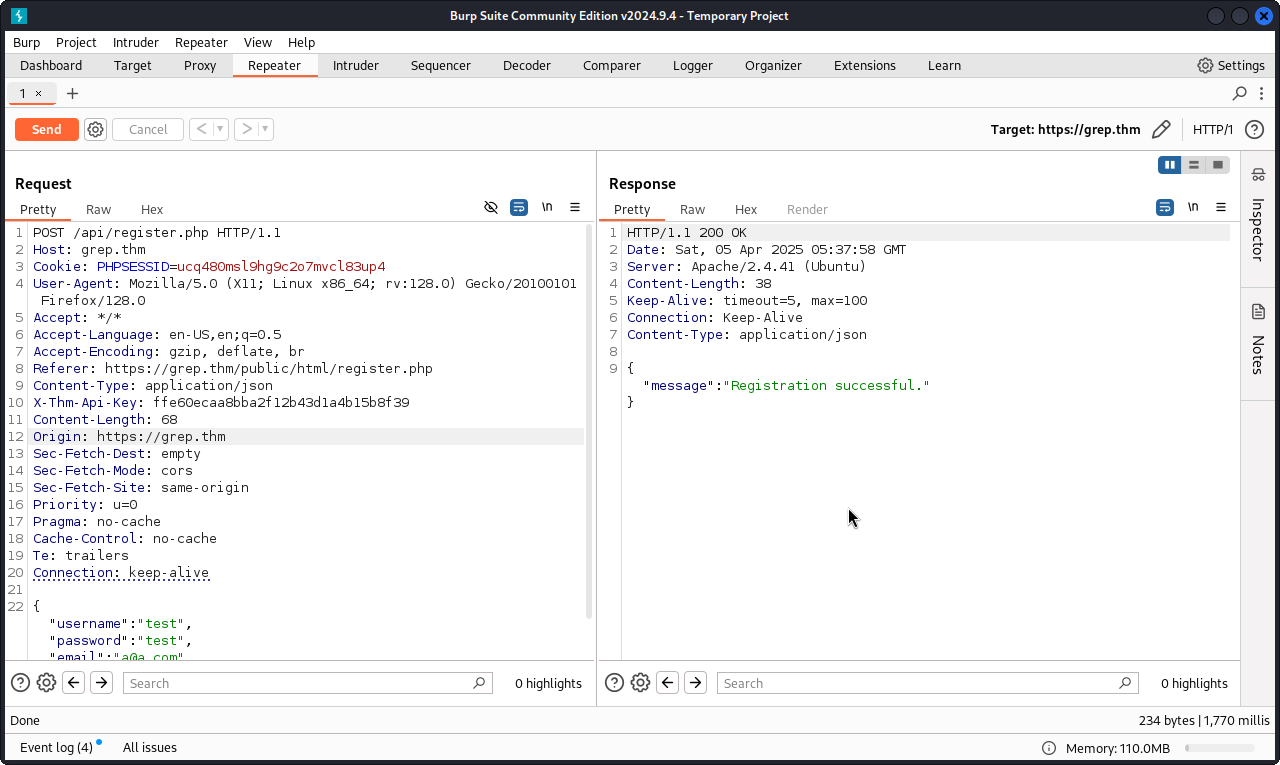 Burp Suite Community Edition v2024.9.4 - Temporary Project
Burp Project Intruder Repeater View Help
Dashboard Target Proxy Repeater Intruder Sequencer Decoder Comparer Logger Organizer Extensions Learn Settings
1 × +
Send Cancel < > Target: https://grep.thm HTTP/1 ?
Request
Pretty Raw Hex \n
1 POST /api/register.php HTTP/1.1
2 Host: grep.thm
3 Cookie: PHPSESSID=ucq480msl9hg9c2o7mvcl83up4
4 User-Agent: Mozilla/5.0 (X11; Linux x86_64; rv:128.0) Gecko/20100101
Firefox/128.0
5 Accept: */*
6 Accept-Language: en-US,en;q=0.5
7 Accept-Encoding: gzip, deflate, br
8 Referer: https://grep.thm/public/html/register.php
9 Content-Type: application/json
10 X-Thm-Api-Key: ffe60ecaa8bba2f12b43d1a4b15b8f39
11 Content-Length: 68
12 Origin: https://grep.thm
13 Sec-Fetch-Dest: empty
14 Sec-Fetch-Mode: cors
15 Sec-Fetch-Site: same-origin
16 Priority: u=0
17 Pragma: no-cache
18 Cache-Control: no-cache
19 Te: trailers
20 Connection: keep-alive
21
22 {
"username":"test",
"password":"test",
"email":"a@a.com"
? Search 0 highlights
Response
Pretty Raw Hex Render \n
1 HTTP/1.1 200 OK
2 Date: Sat, 05 Apr 2025 05:37:58 GMT
3 Server: Apache/2.4.41 (Ubuntu)
4 Content-Length: 38
5 Keep-Alive: timeout=5, max=100
6 Connection: Keep-Alive
7 Content-Type: application/json
8
9 {
"message":"Registration successful."
}
? Search 0 highlights
Inspector
Notes
Done 234 bytes | 1,770 millis
Event log (4) All issues Memory: 110.0MB